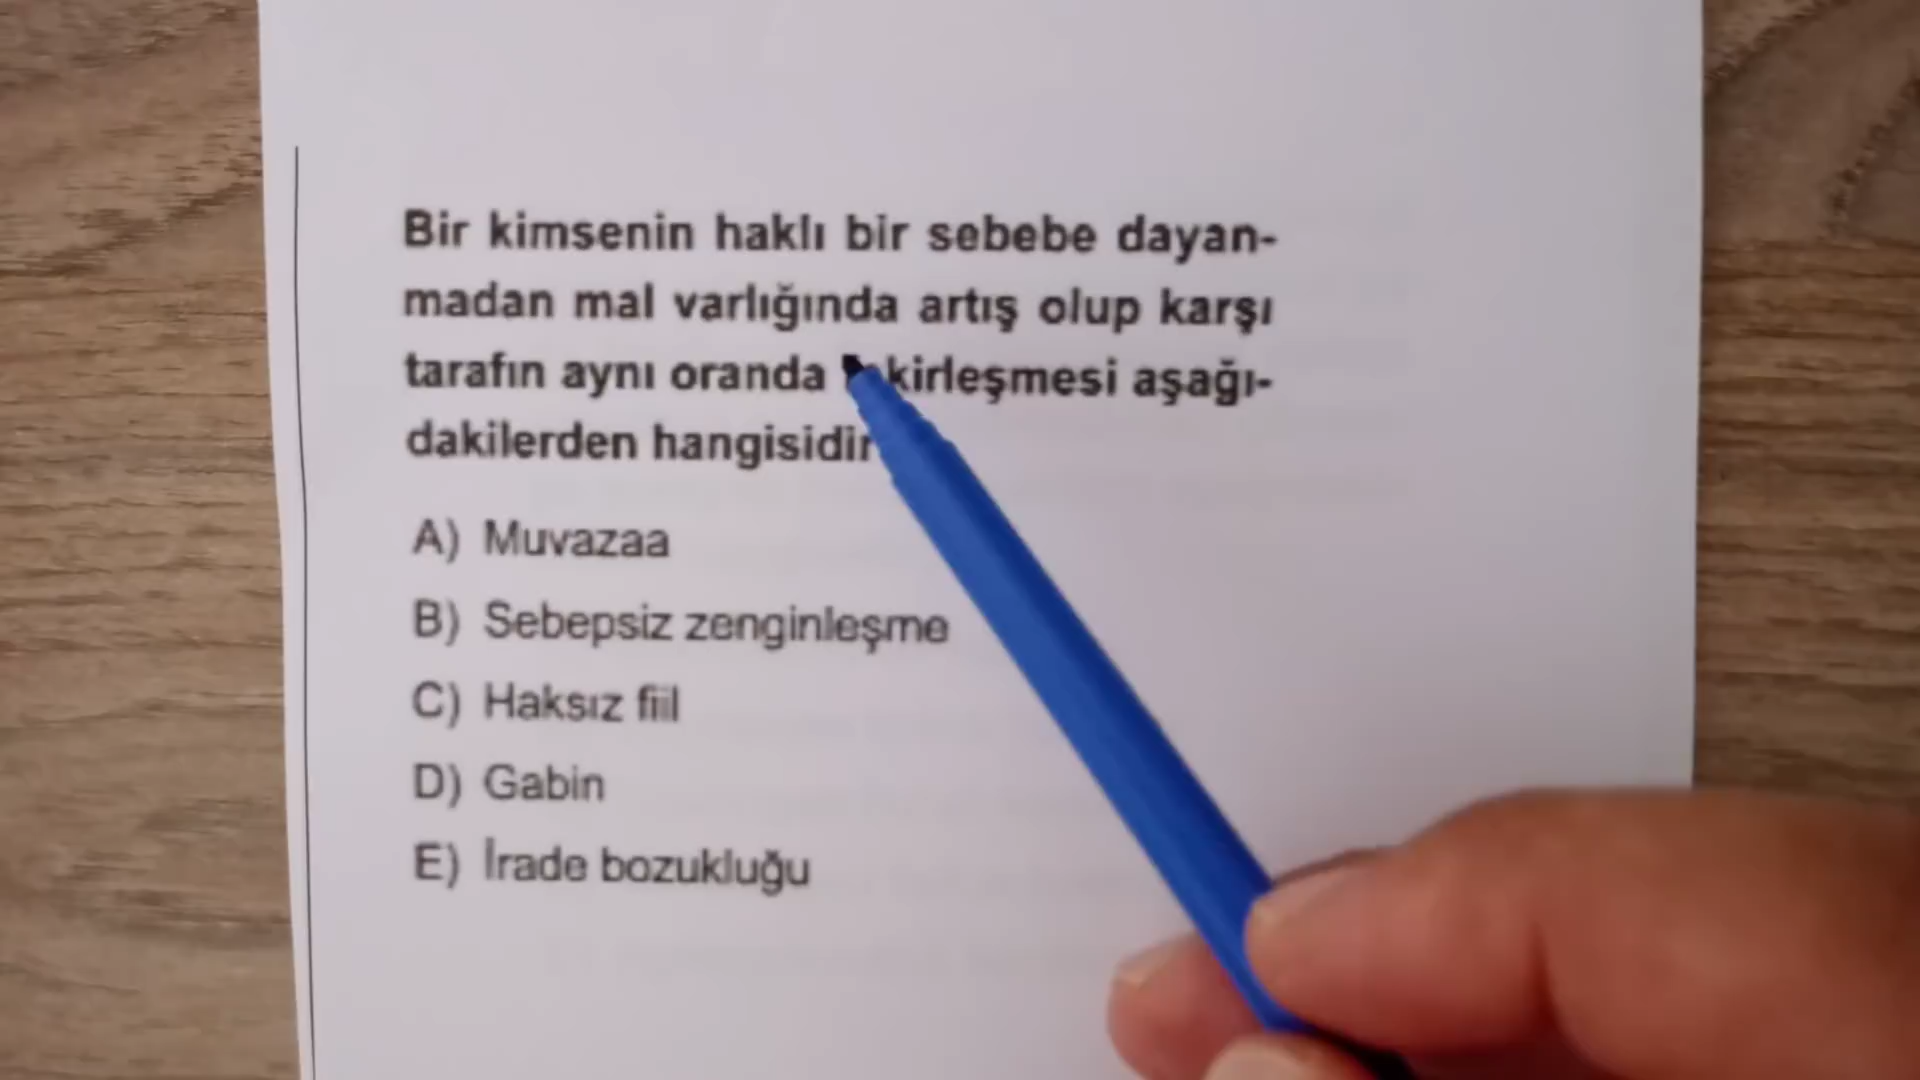 Bir kimsenin haklı bir sebebe dayan-
madan mal varlığında artış olup karşı
tarafın aynı oranda fakirleşmesi aşağı-
dakilerden hangisidir
A) Muvazaa
B) Sebepsiz zenginleşme
C) Haksız fiil
D) Gabin
E) İrade bozukluğu